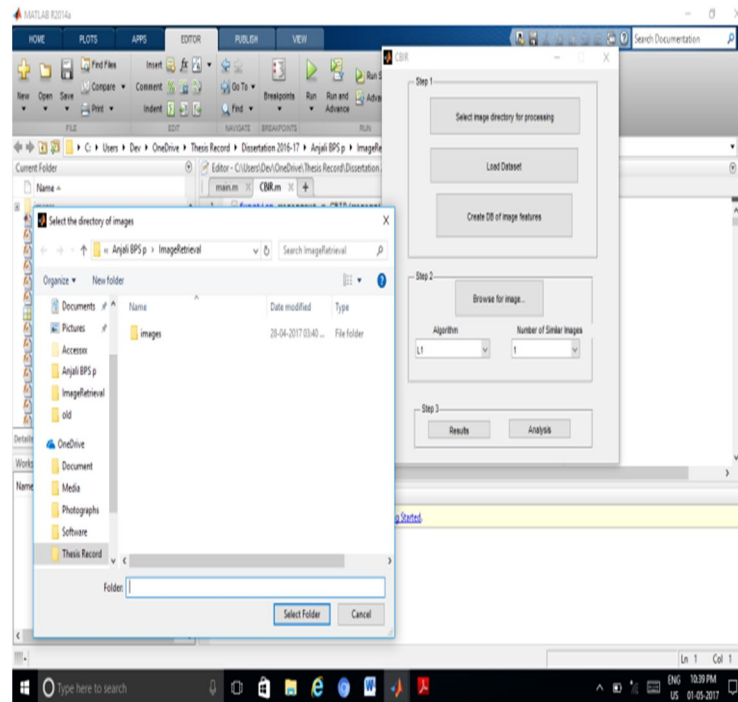 MATLAB R2014a
HOME PLOTS APPS EDITOR PUBLISH VIEW Search Documentation
New Open Save Find Files Compare Print
Insert Comment Indent
Go To Find
Breakpoints Run Run and Advance
FILE EDIT NAVIGATE BREAKPOINTS RUN
C: Users Dev OneDrive Thesis Record Dissertation 2016-17 Anjali BPS p
Current Folder
Name
Editor - C:\Users\Dev\OneDrive\Thesis Record\Dissertation
main.m CBIR.m +
CBIR
Step 1
Select image directory for processing
Load Dataset
Create DB of image features
Step 2
Browse for image...
Algorithm Number of Similar Images
L1 1
Step 3
Results Analysis
Select the directory of images
« Anjali BPS p ImageRetrieval Search ImageRetrieval
Organize New folder
Name Date modified Type
images 28-04-2017 03:40 ... File folder
Documents
Pictures
Accesxx
Anjali BPS p
ImageRetrieval
old
OneDrive
Document
Media
Photographs
Software
Thesis Record
Folder:
Select Folder Cancel
Started.
Ln 1 Col 1
Type here to search
ENG 10:39 PM
US 01-05-2017